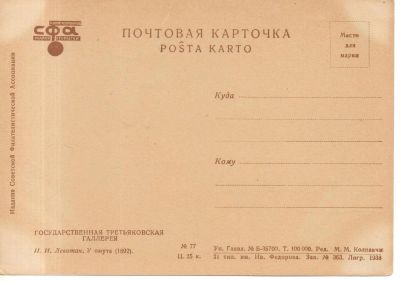 сфа
ПОЧТОВАЯ КАРТОЧКА
POŜTA KARTO
Место
для
марки
Издание Советской Филателистической Ассоциации
Куда
Кому
ГОСУДАРСТВЕННАЯ ТРЕТЬЯКОВСКАЯ
ГАЛЛЕРЕЯ
И. И. Левитан, У омута (1892).
№ 77
Ц. 25 к.
Уп. Главл. № Б-35700. Т. 100 000. Ред. М. М.
21 тип. им. Ив. Федорова. Зак. № 363. Лнгр. 1938